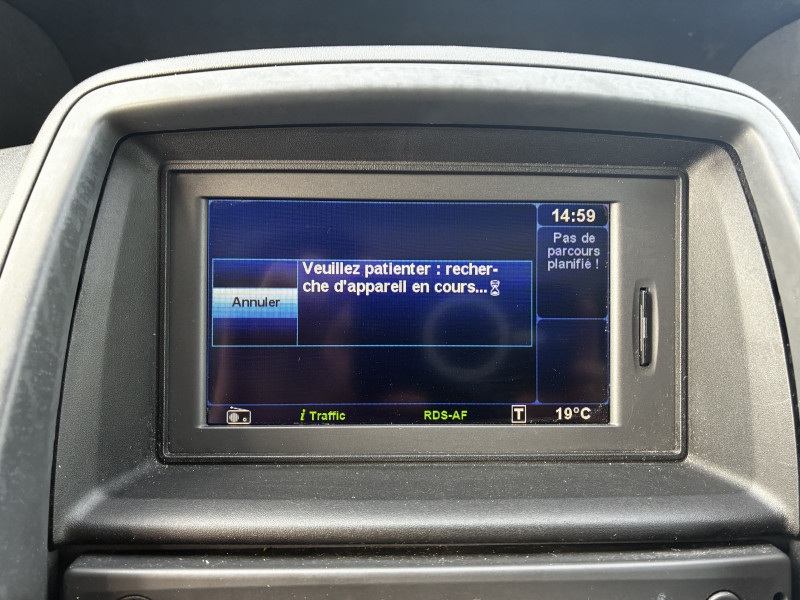 14:59
Pas de
parcours
planifié !
Veuillez patienter : recher-
che d'appareil en cours...
Annuler
i Traffic
RDS-AF
T
19°C